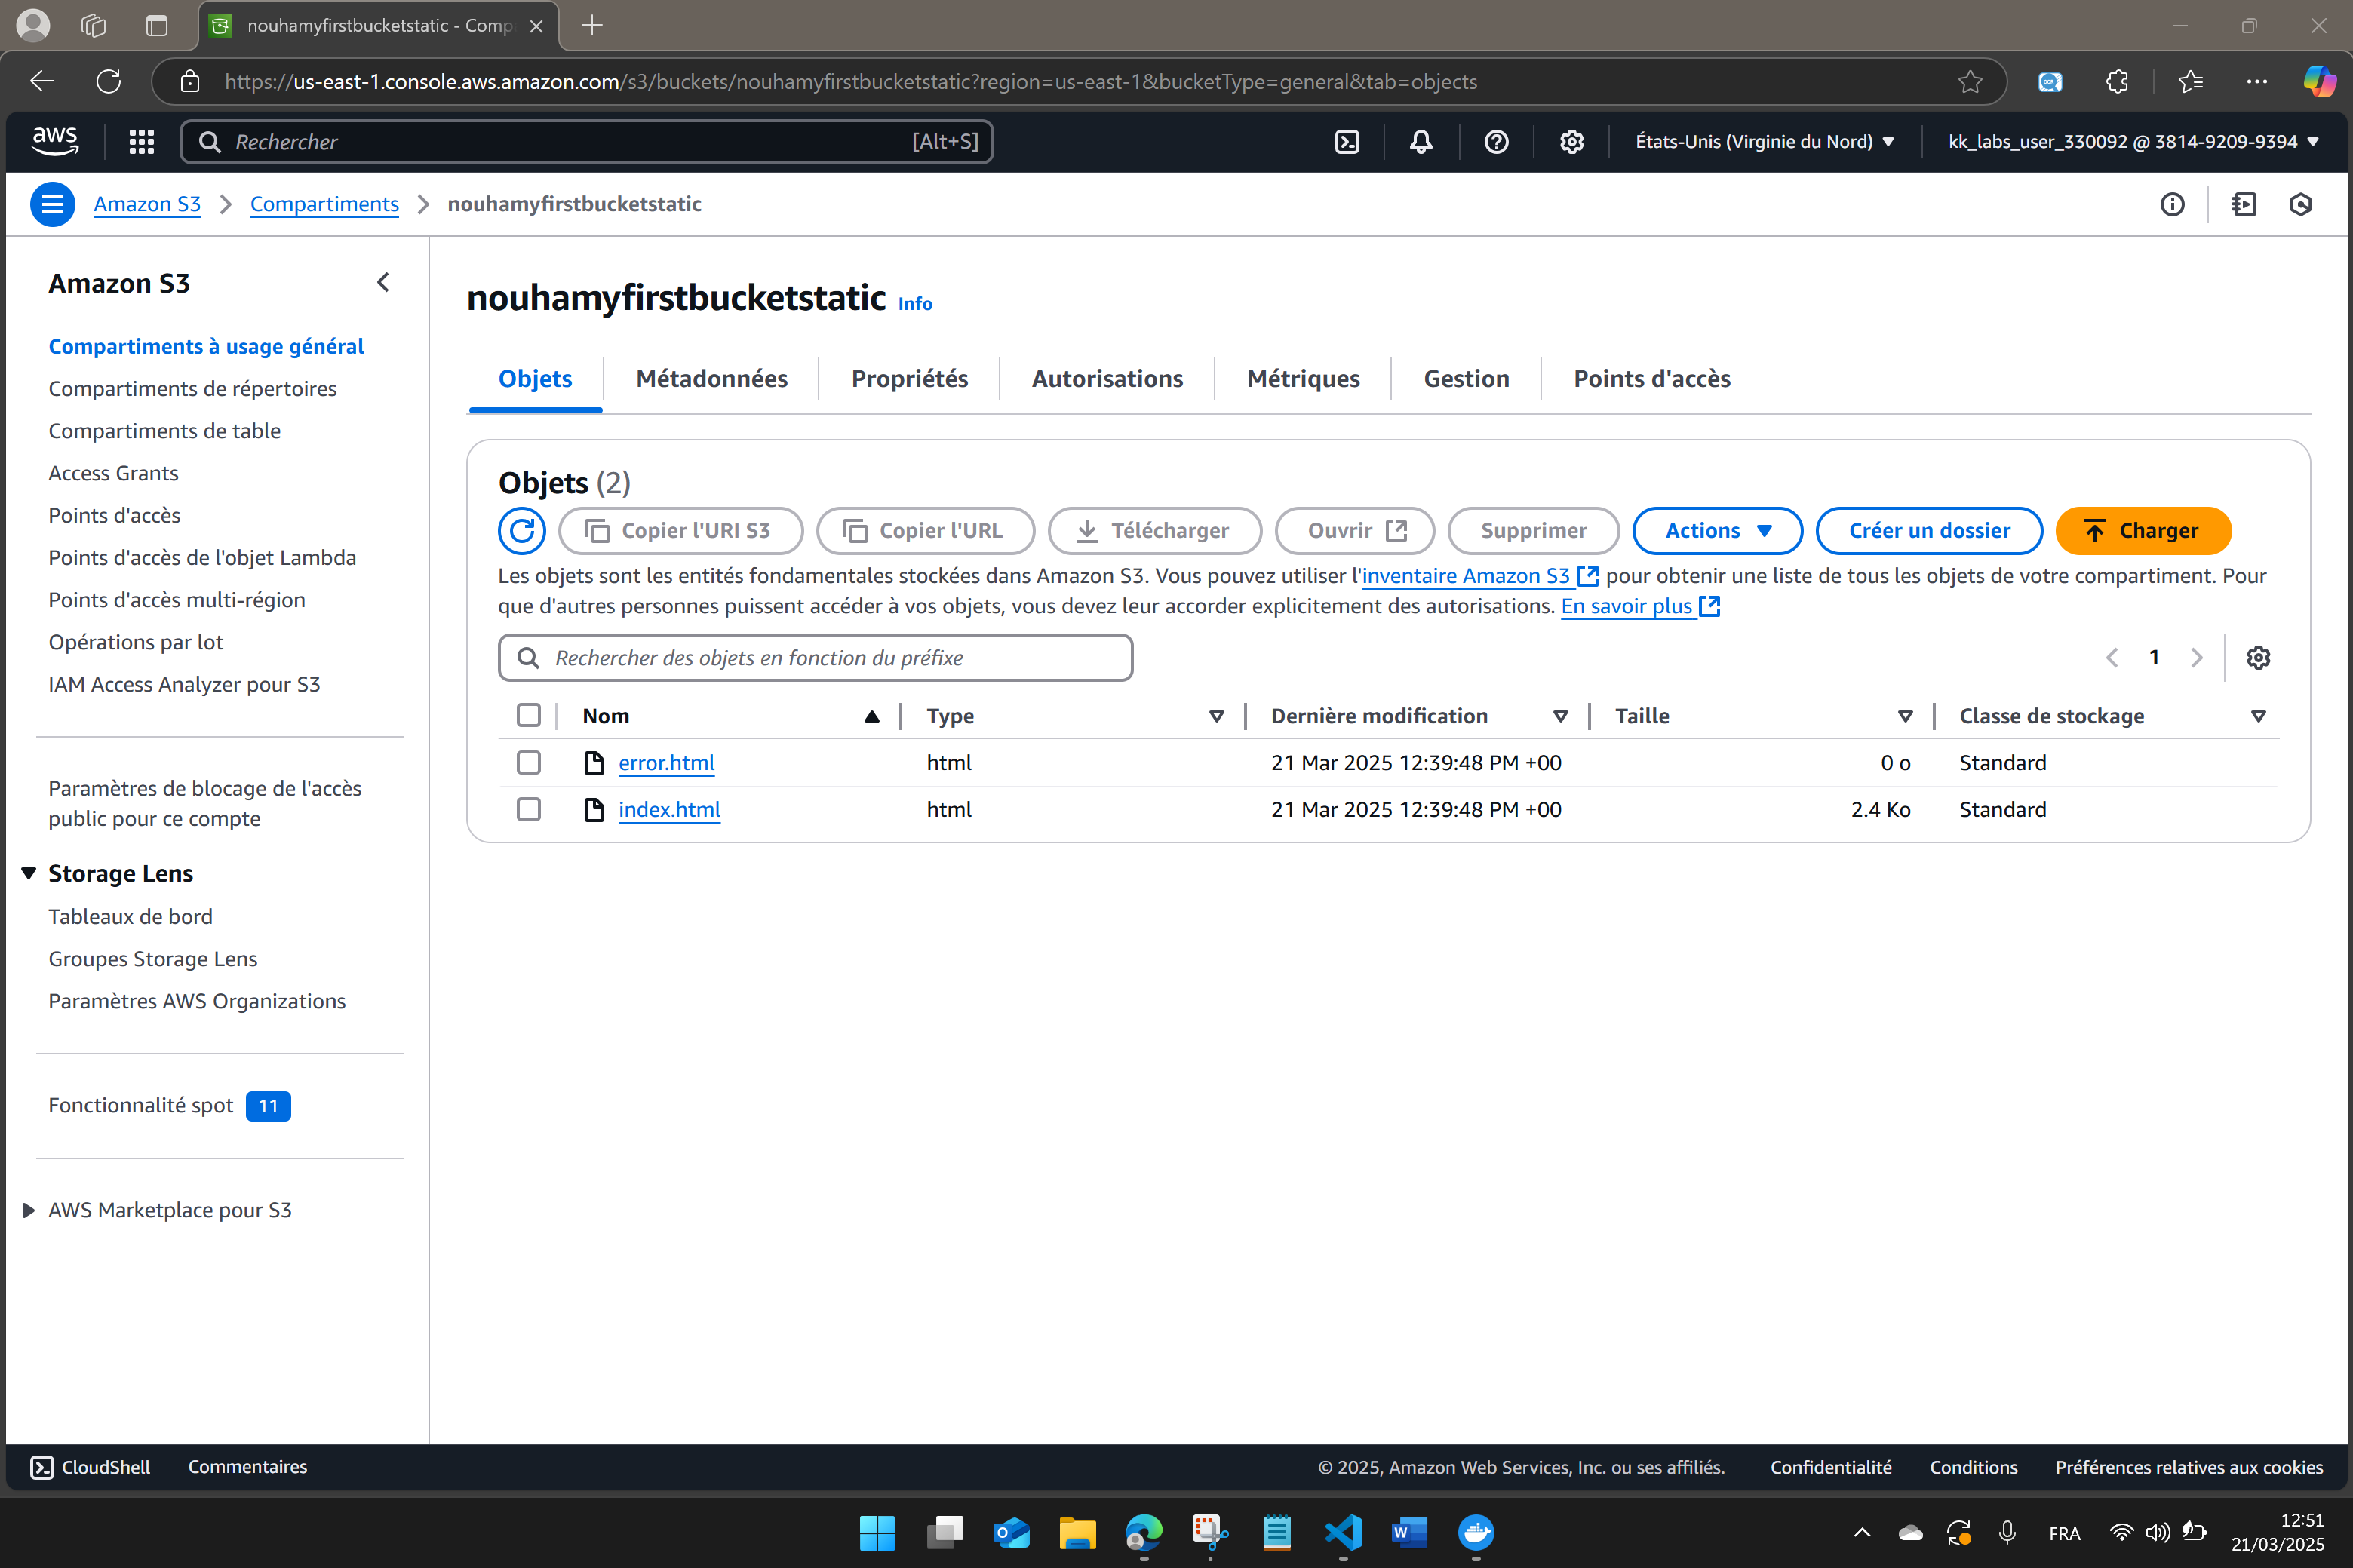 nouhamyfirstbucketstatic - Comp
https://us-east-1.console.aws.amazon.com/s3/buckets/nouhamyfirstbucketstatic?region=us-east-1&bucketType=general&tab=objects
aws
Rechercher
[Alt+S]
États-Unis (Virginie du Nord)
kk_labs_user_330092 @ 3814-9209-9394
Amazon S3
Compartiments
nouhamyfirstbucketstatic
Amazon S3
Compartiments à usage général
Compartiments de répertoires
Compartiments de table
Access Grants
Points d'accès
Points d'accès de l'objet Lambda
Points d'accès multi-région
Opérations par lot
IAM Access Analyzer pour S3
Paramètres de blocage de l'accès
public pour ce compte
Storage Lens
Tableaux de bord
Groupes Storage Lens
Paramètres AWS Organizations
Fonctionnalité spot 11
AWS Marketplace pour S3
nouhamyfirstbucketstatic Info
Objets
Métadonnées
Propriétés
Autorisations
Métriques
Gestion
Points d'accès
Objets (2)
Copier l'URI S3
Copier l'URL
Télécharger
Ouvrir
Supprimer
Actions
Créer un dossier
Charger
Les objets sont les entités fondamentales stockées dans Amazon S3. Vous pouvez utiliser l'inventaire Amazon S3 pour obtenir une liste de tous les objets de votre compartiment. Pour
que d'autres personnes puissent accéder à vos objets, vous devez leur accorder explicitement des autorisations. En savoir plus
Rechercher des objets en fonction du préfixe
1
Nom Type Dernière modification Taille Classe de stockage
error.html html 21 Mar 2025 12:39:48 PM +00 0 o Standard
index.html html 21 Mar 2025 12:39:48 PM +00 2.4 Ko Standard
CloudShell
Commentaires
© 2025, Amazon Web Services, Inc. ou ses affiliés.
Confidentialité
Conditions
Préférences relatives aux cookies
FRA
12:51
21/03/2025